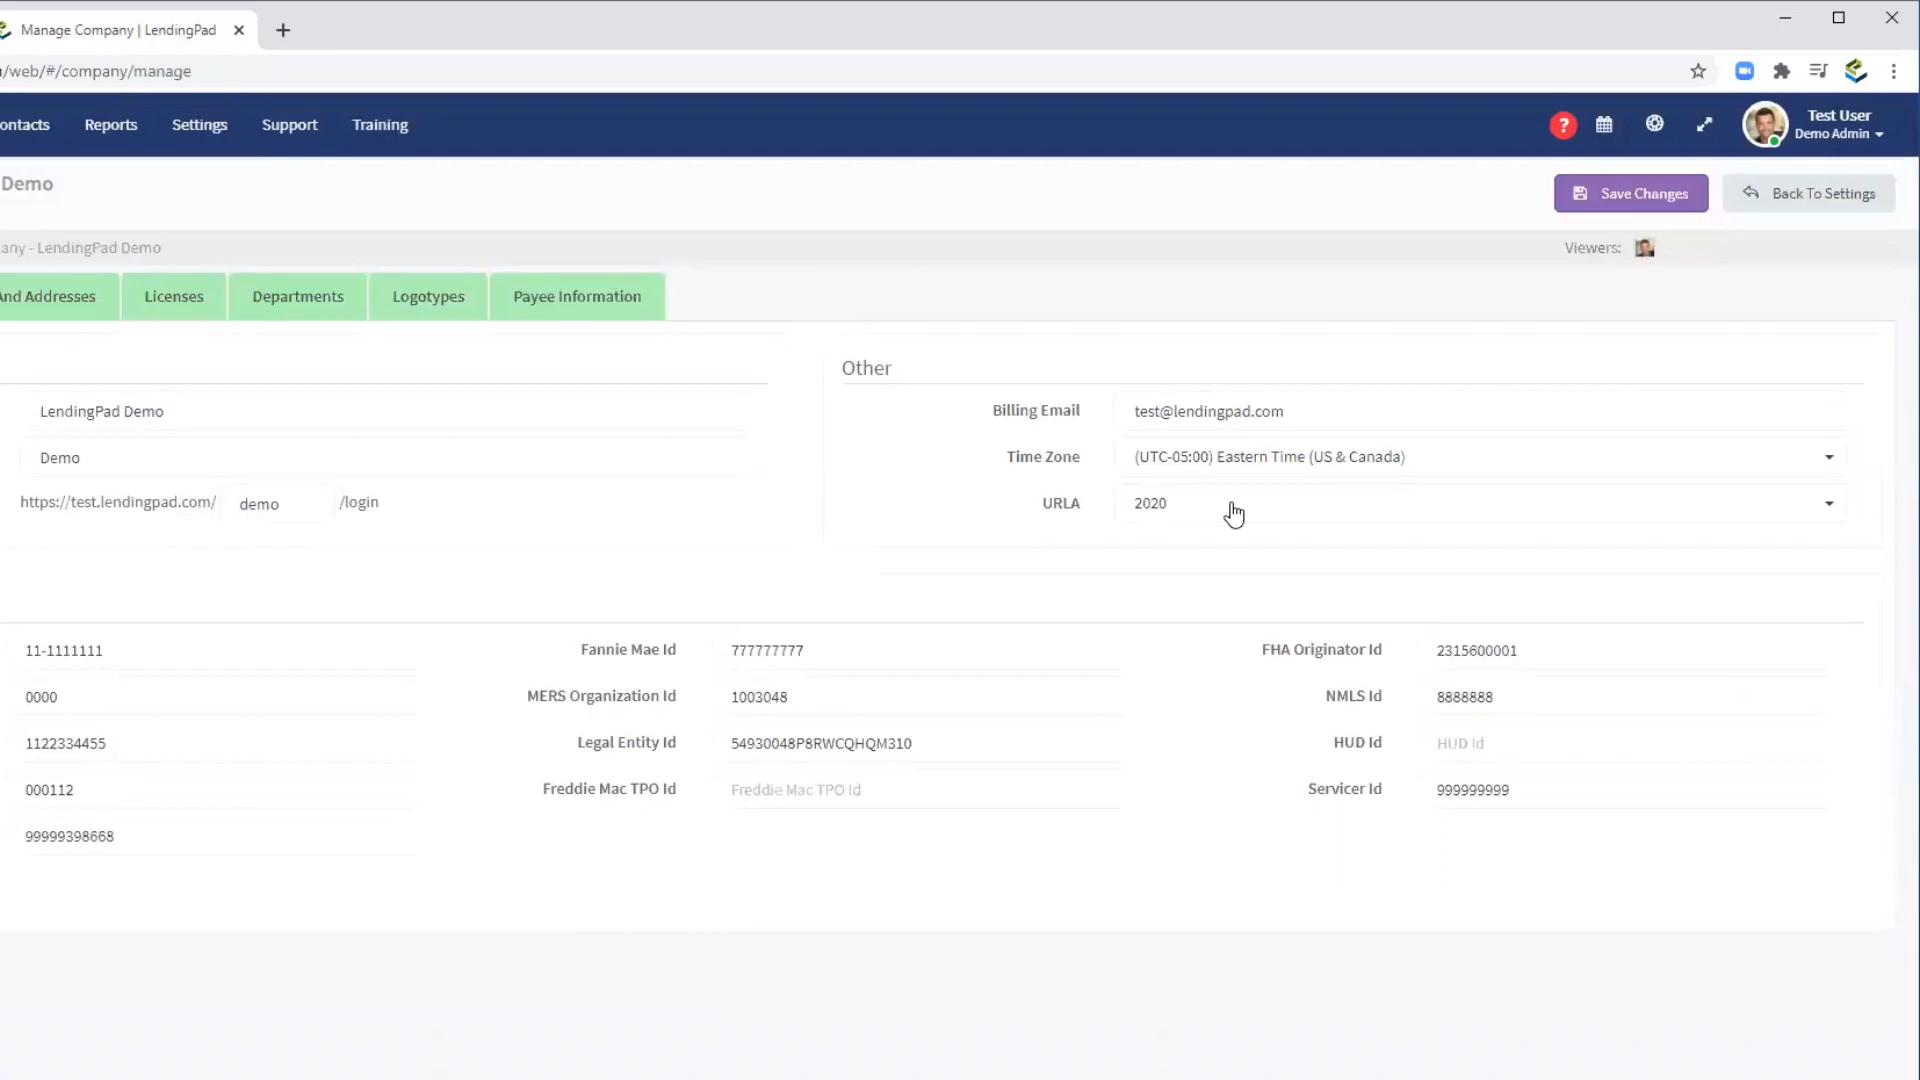 Manage Company | LendingPad
/web/#/company/manage
ontacts Reports Settings Support Training
? Test User
Demo Admin
Demo
Save Changes Back To Settings
any - LendingPad Demo
Viewers:
And Addresses Licenses Departments Logotypes Payee Information
Other
LendingPad Demo
Billing Email test@lendingpad.com
Demo
Time Zone (UTC-05:00) Eastern Time (US & Canada)
https://test.lendingpad.com/ demo /login
URLA 2020
11-1111111 Fannie Mae Id 777777777 FHA Originator Id 2315600001
0000 MERS Organization Id 1003048 NMLS Id 8888888
1122334455 Legal Entity Id 54930048P8RWCQHQM310 HUD Id HUD Id
000112 Freddie Mac TPO Id Freddie Mac TPO Id Servicer Id 999999999
99999398668